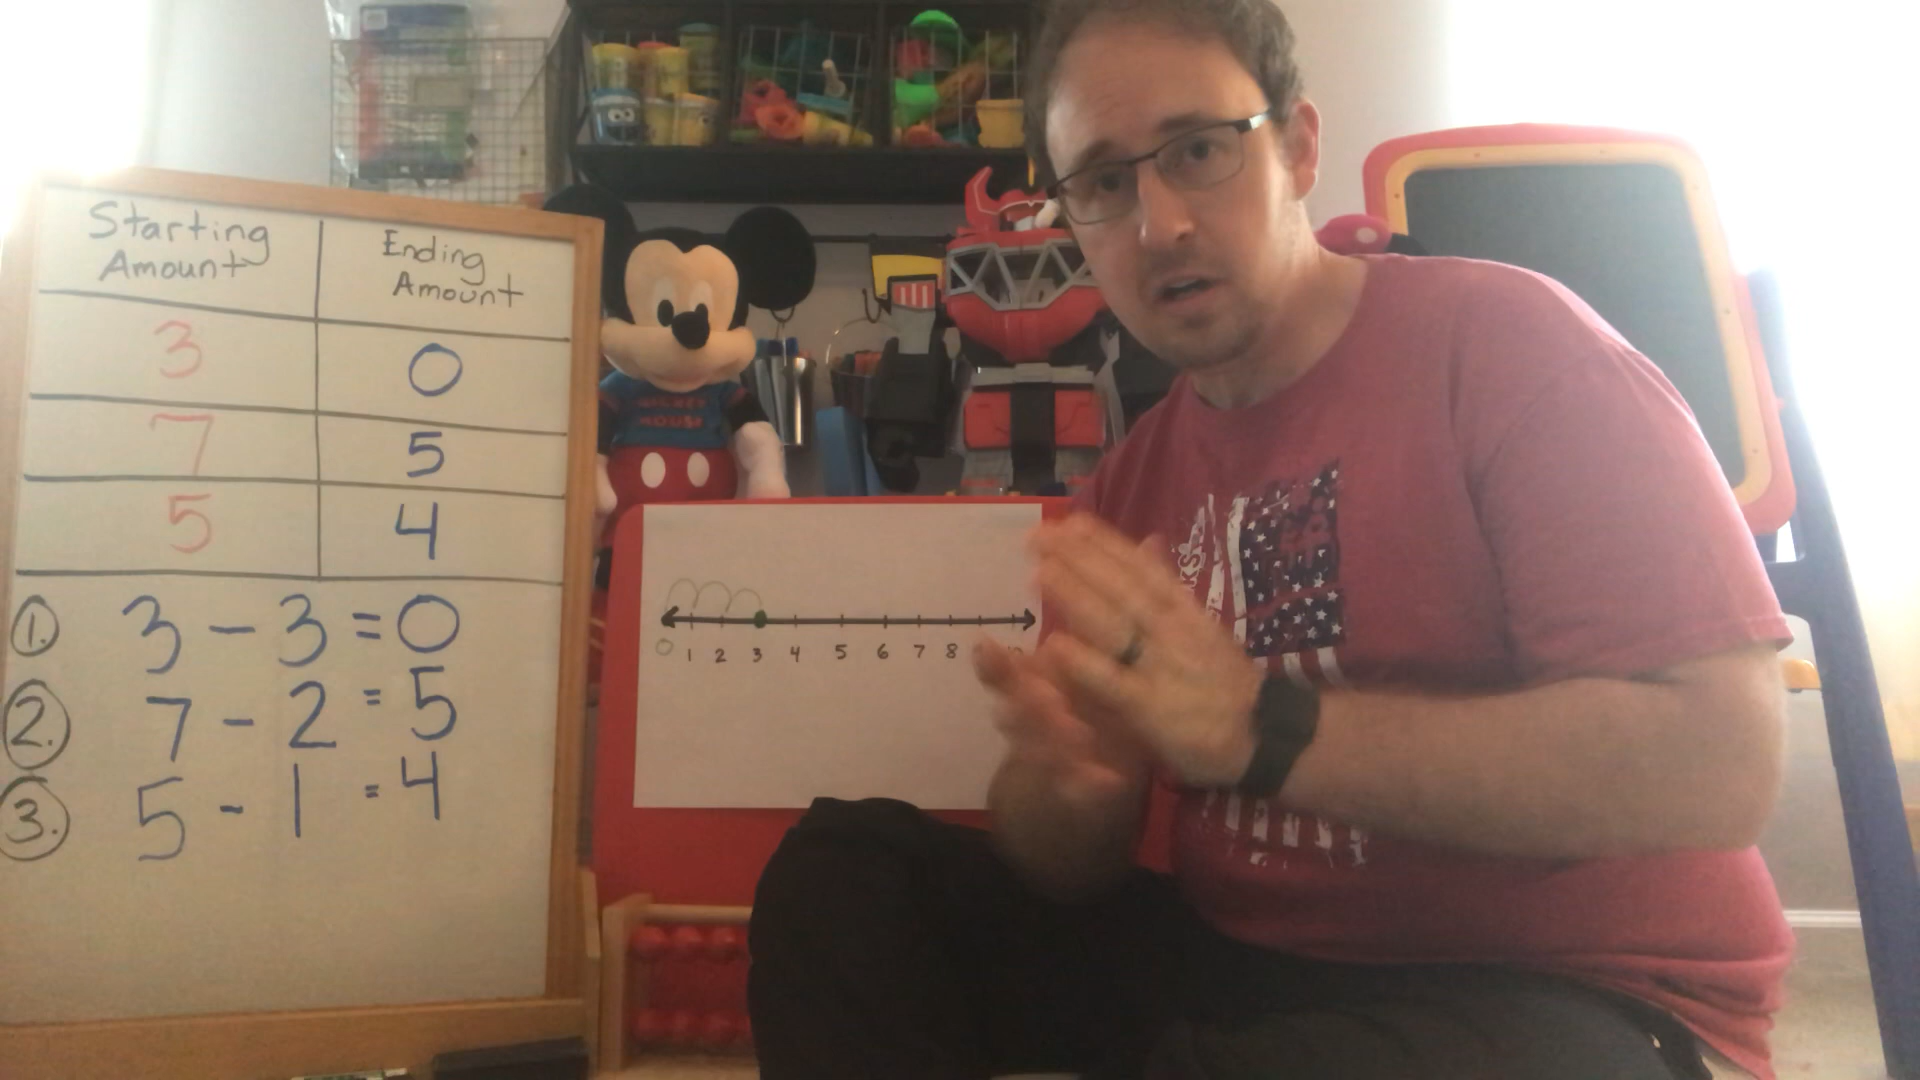 Starting
Amount
Ending
Amount
3 0
7 5
5 4
1. 3 - 3 = 0
2. 7 - 2 = 5
3. 5 - 1 = 4
MICKEY
MOUSE
0 1 2 3 4 5 6 7 8